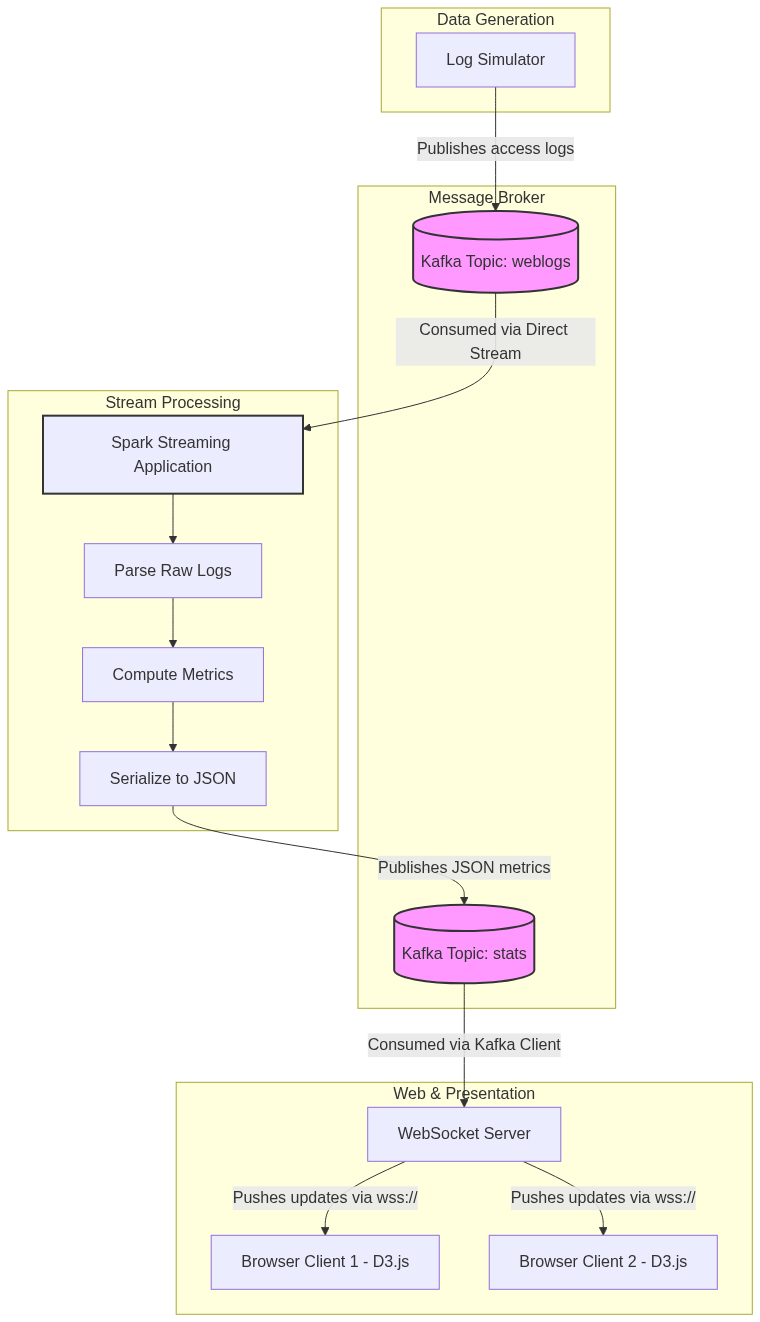 Data Generation
Log Simulator
Publishes access logs
Message Broker
Kafka Topic: weblogs
Consumed via Direct
Stream
Stream Processing
Spark Streaming
Application
Parse Raw Logs
Compute Metrics
Serialize to JSON
Publishes JSON metrics
Kafka Topic: stats
Consumed via Kafka Client
Web & Presentation
WebSocket Server
Pushes updates via wss://
Pushes updates via wss://
Browser Client 1 - D3.js
Browser Client 2 - D3.js